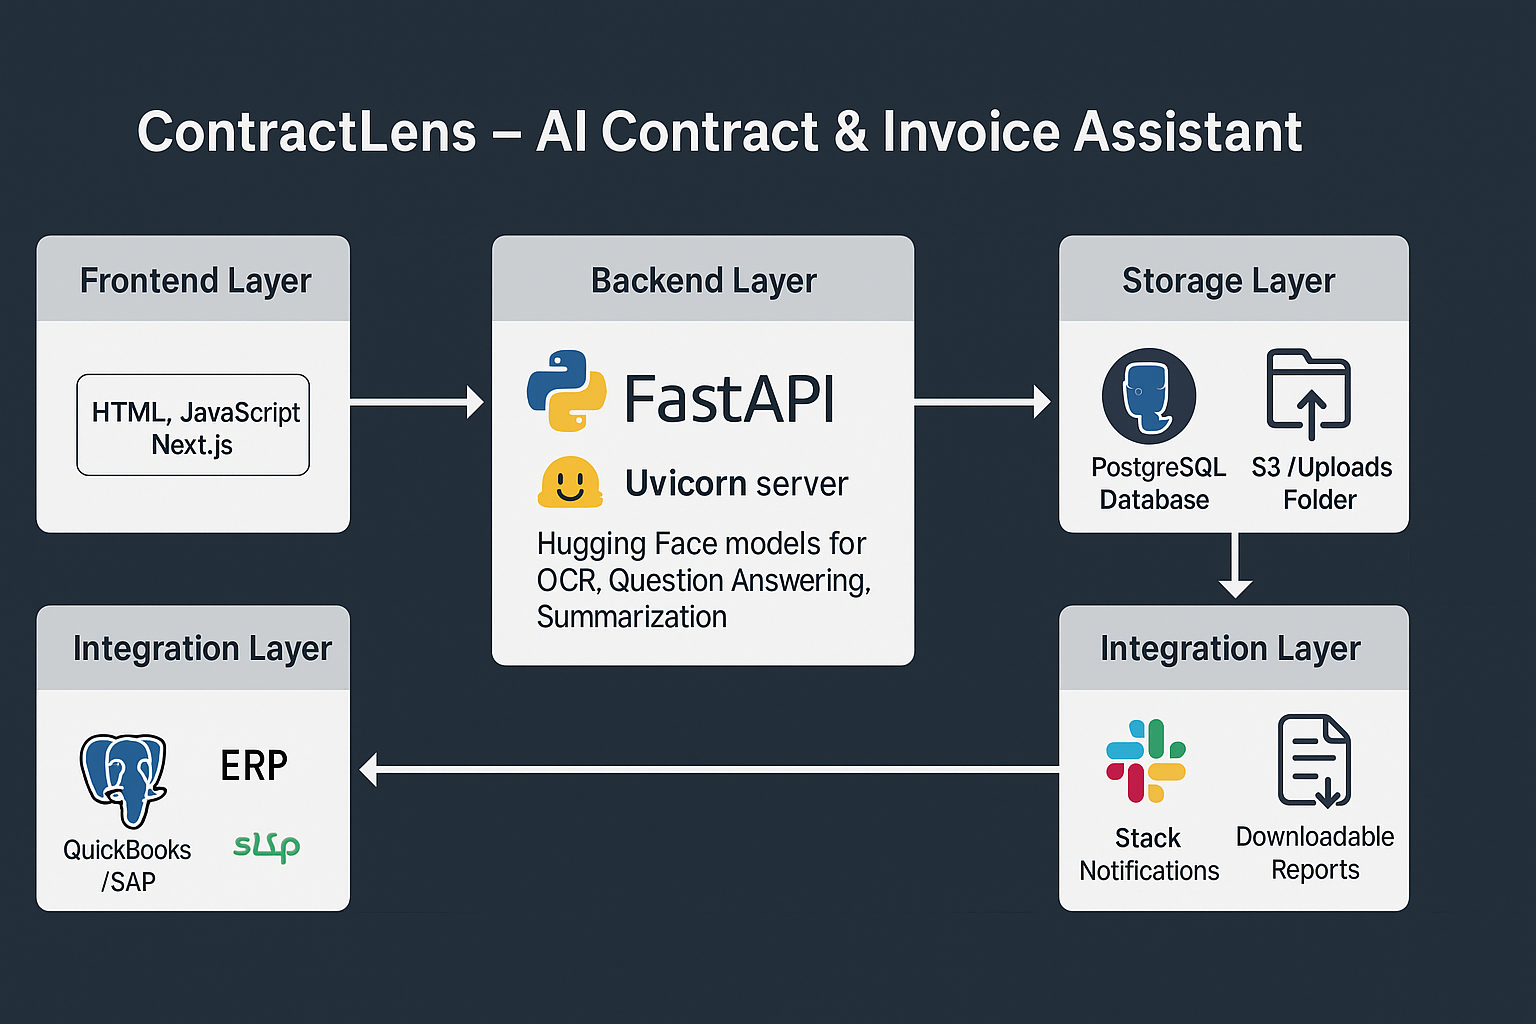 ContractLens – AI Contract & Invoice Assistant
Frontend Layer
HTML, JavaScript
Next.js
Backend Layer
FastAPI
Uvicorn server
Hugging Face models for
OCR, Question Answering,
Summarization
Storage Layer
PostgreSQL
Database
S3 /Uploads
Folder
Integration Layer
QuickBooks
/SAP
ERP
Integration Layer
Stack
Notifications
Downloadable
Reports